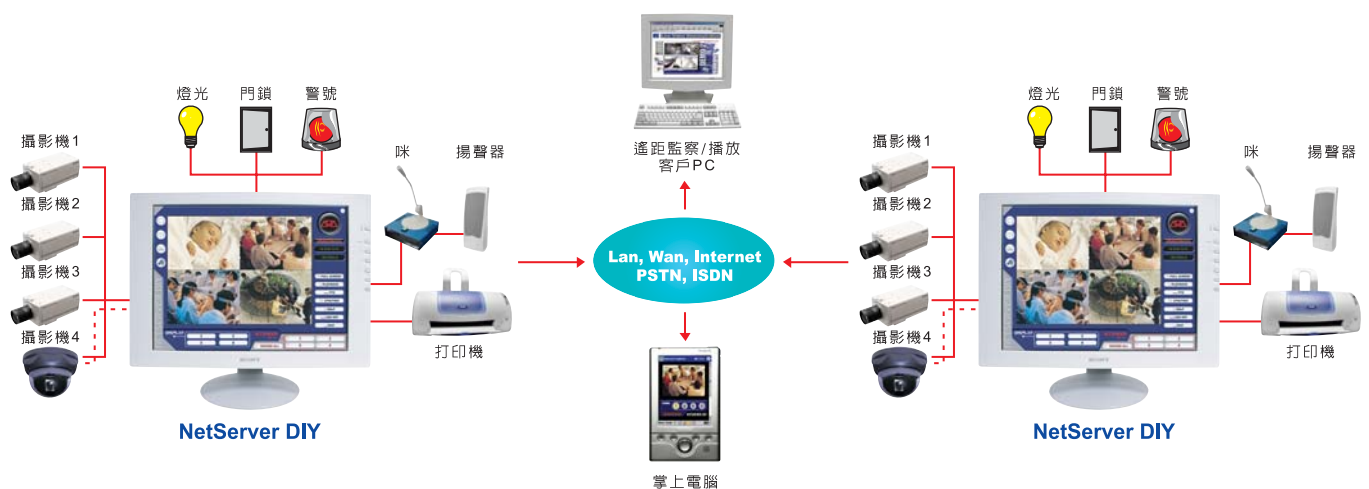 燈光
門鎖
警號
攝影機1
攝影機2
攝影機3
攝影機4
咪
揚聲器
打印機
NetServer DIY
遙距監察/播放
客戶PC
Lan, Wan, Internet
PSTN, ISDN
掌上電腦
燈光
門鎖
警號
攝影機1
攝影機2
攝影機3
攝影機4
咪
揚聲器
打印機
NetServer DIY